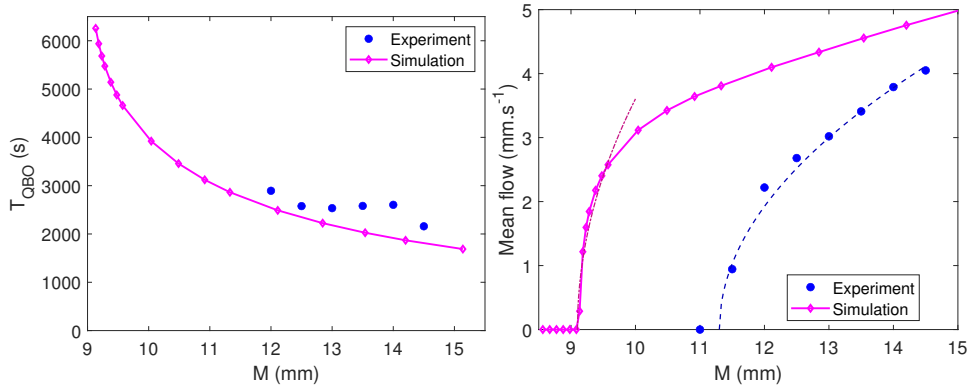 6000
5000
4000
3000
2000
1000
0
T_QBO (s)
9 10 11 12 13 14 15
M (mm)
Experiment
Simulation
5
4
3
2
1
0
Mean flow (mm.s⁻¹)
9 10 11 12 13 14 15
M (mm)
Experiment
Simulation